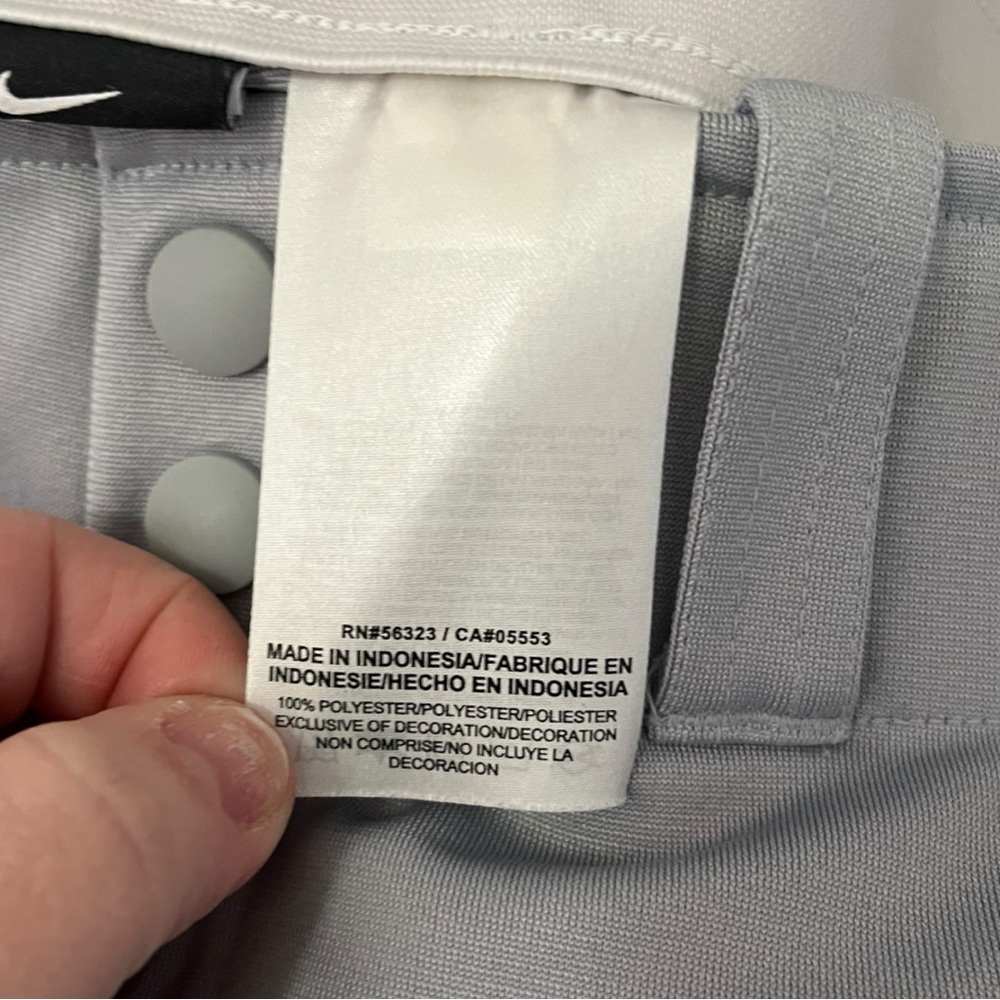 RN#56323 / CA#05553
MADE IN INDONESIA/FABRIQUE EN
INDONESIE/HECHO EN INDONESIA
100% POLYESTER/POLYESTER/POLIESTER
EXCLUSIVE OF DECORATION/DECORATION
NON COMPRISE/NO INCLUYE LA
DECORACION